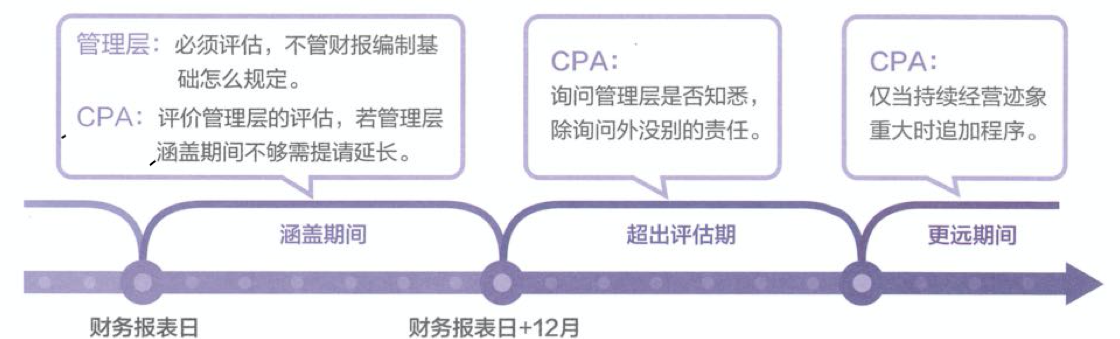 管理层：必须评估，不管财报编制基
础怎么规定。
CPA：评价管理层的评估，若管理层
涵盖期间不够需提请延长。
CPA：
询问管理层是否知悉，
除询问外没别的责任。
CPA：
仅当持续经营迹象
重大时追加程序。
涵盖期间
超出评估期
更远期间
财务报表日
财务报表日+12月